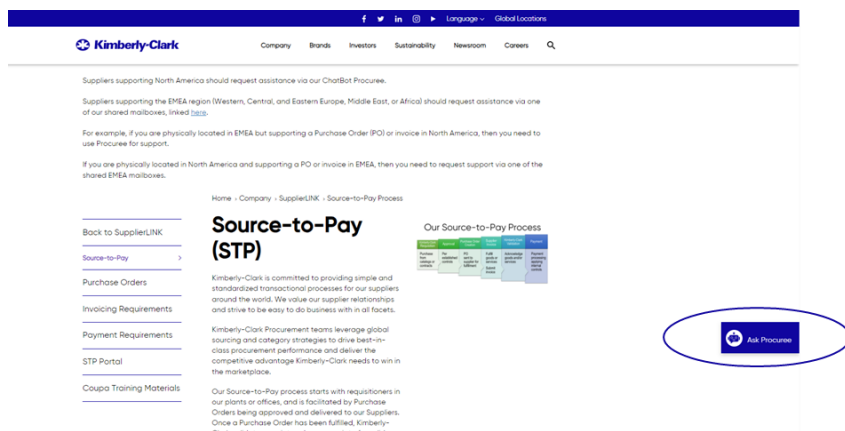 Language
Global Locations
Kimberly-Clark
Company
Brands
Investors
Sustainability
Newsroom
Careers
Suppliers supporting North America should request assistance via our ChatBot Procuree.
Suppliers supporting the EMEA region (Western, Central, and Eastern Europe, Middle East, or Africa) should request assistance via one
of our shared mailboxes, linked here.
For example, if you are physically located in EMEA but supporting a Purchase Order (PO) or invoice in North America, then you need to
use Procuree for support.
If you are physically located in North America and supporting a PO or invoice in EMEA, then you need to request support via one of the
shared EMEA mailboxes.
Home › Company › SupplierLINK › Source-to-Pay Process
Back to SupplierLINK
Source-to-Pay >
Purchase Orders
Invoicing Requirements
Payment Requirements
STP Portal
Coupa Training Materials
Source-to-Pay
(STP)
Kimberly-Clark is committed to providing simple and
standardized transactional processes for our suppliers
around the world. We value our supplier relationships
and strive to be easy to do business with in all facets.
Kimberly-Clark Procurement teams leverage global
sourcing and category strategies to drive best-in-
class procurement performance and deliver the
competitive advantage Kimberly-Clark needs to win in
the marketplace.
Our Source-to-Pay process starts with requisitioners in
our plants or offices, and is facilitated by Purchase
Orders being approved and delivered to our Suppliers.
Once a Purchase Order has been fulfilled, Kimberly-
Our Source-to-Pay Process
Ask Procuree